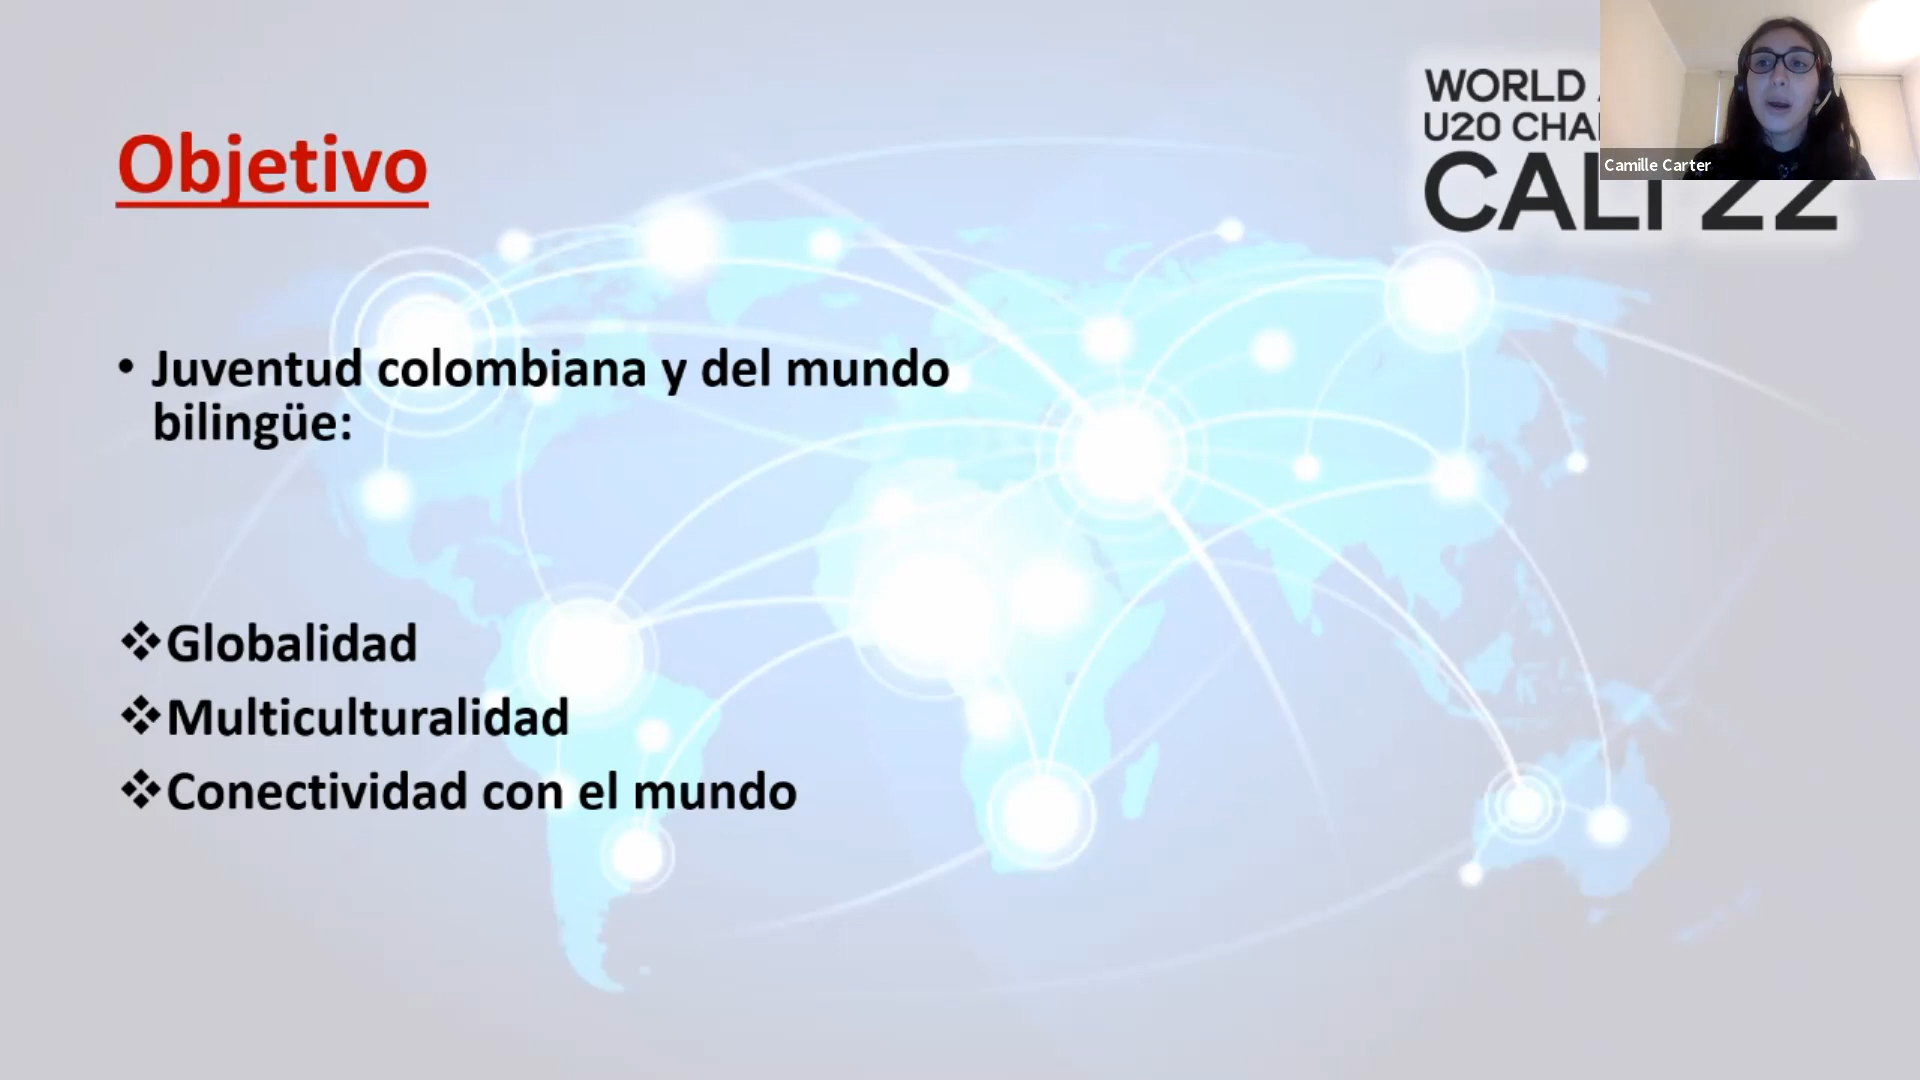 WORLD
U20 CHA
CALI 22
Camille Carter
Objetivo
• Juventud colombiana y del mundo
bilingüe:
❖Globalidad
❖Multiculturalidad
❖Conectividad con el mundo